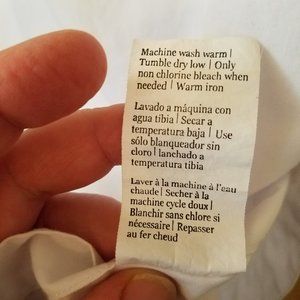 Machine wash warm |
Tumble dry low | Only
non chlorine bleach when
needed | Warm iron
Lavado a máquina con
agua tibia | Secar a
temperatura baja | Use
sólo blanqueador sin
cloro | lanchado a
temperatura tibia
Laver à la machine à l'eau
chaude | Secher à la
machine cycle doux |
Blanchir sans chlore si
nécessaire | Repasser
au fer cheud